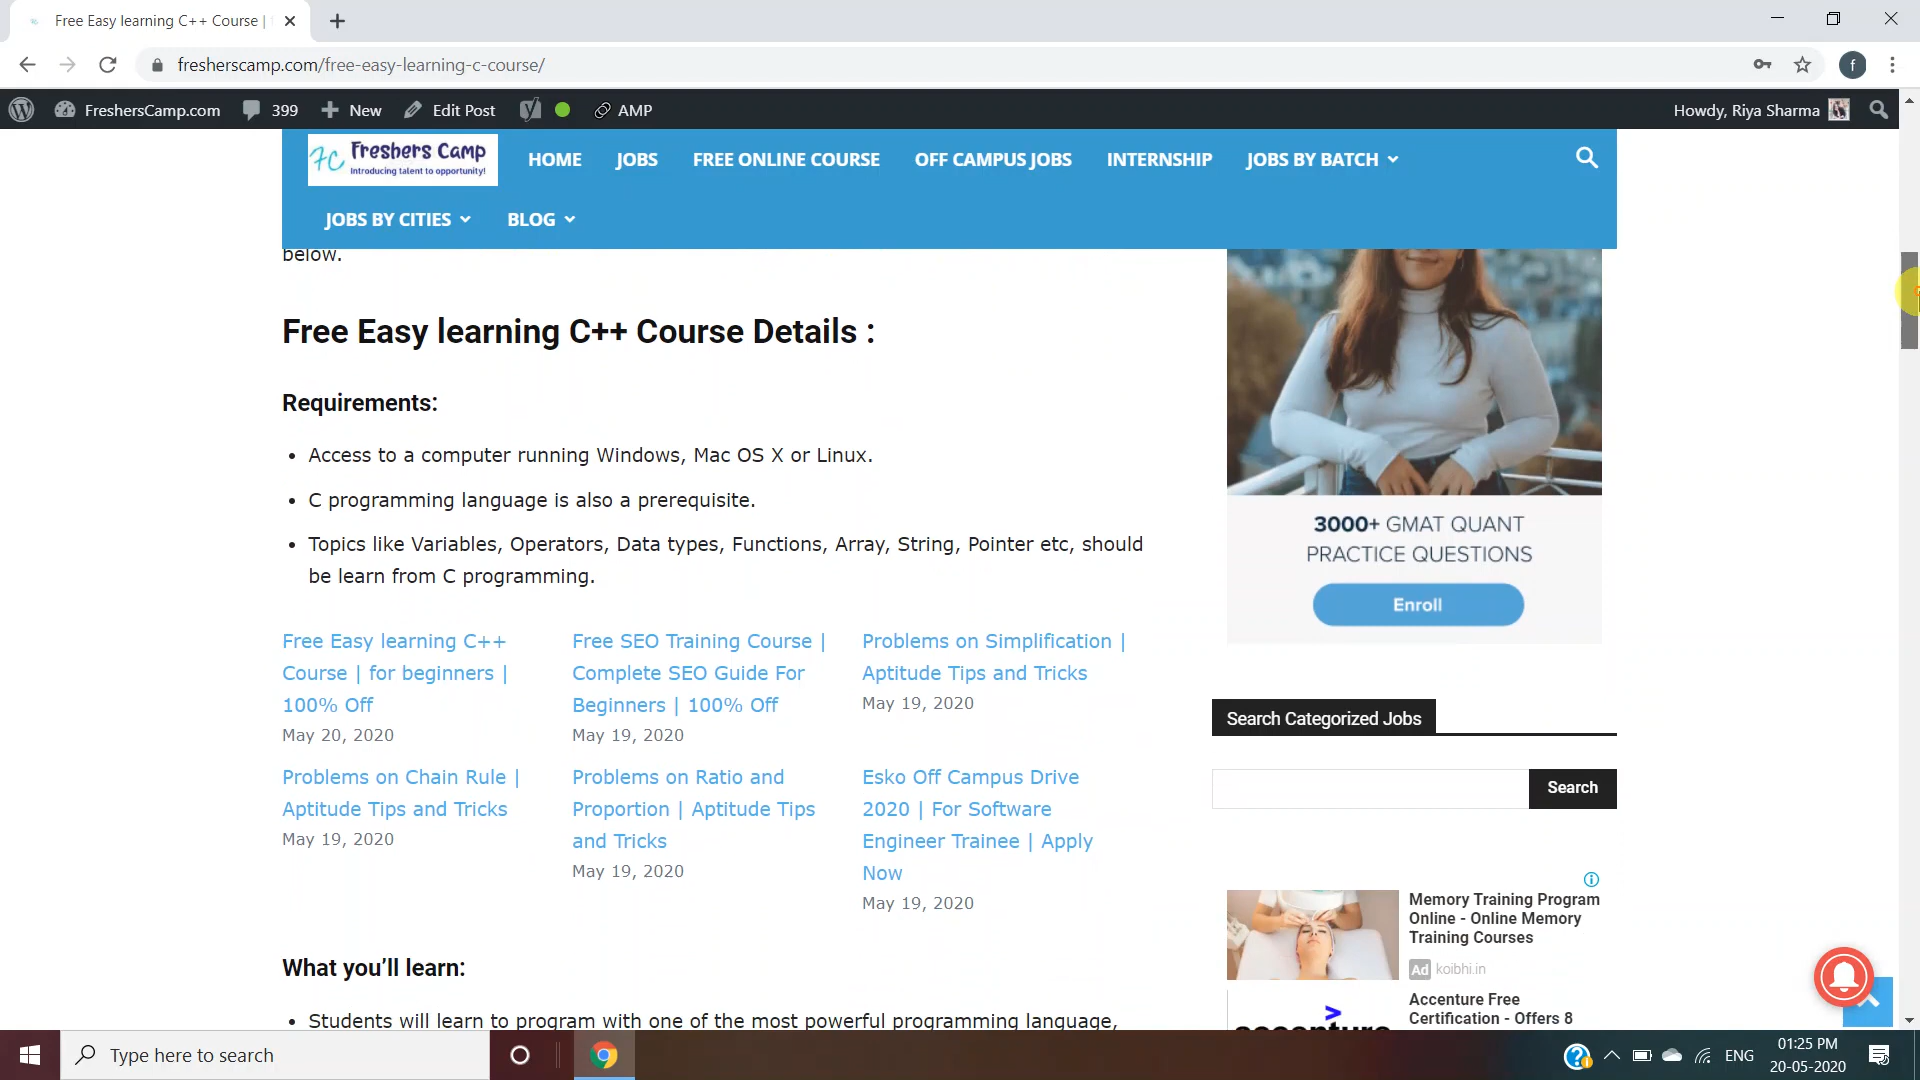 Free Easy learning C++ Course |
fresherscamp.com/free-easy-learning-c-course/
f
FreshersCamp.com
399
New
Edit Post
AMP
Howdy, Riya Sharma
FC Freshers Camp
Introducing talent to opportunity!
HOME
JOBS
FREE ONLINE COURSE
OFF CAMPUS JOBS
INTERNSHIP
JOBS BY BATCH
JOBS BY CITIES
BLOG
below.
Free Easy learning C++ Course Details :
Requirements:
• Access to a computer running Windows, Mac OS X or Linux.
• C programming language is also a prerequisite.
• Topics like Variables, Operators, Data types, Functions, Array, String, Pointer etc, should
be learn from C programming.
Free Easy learning C++
Course | for beginners |
100% Off
May 20, 2020
Free SEO Training Course |
Complete SEO Guide For
Beginners | 100% Off
May 19, 2020
Problems on Simplification |
Aptitude Tips and Tricks
May 19, 2020
Problems on Chain Rule |
Aptitude Tips and Tricks
May 19, 2020
Problems on Ratio and
Proportion | Aptitude Tips
and Tricks
May 19, 2020
Esko Off Campus Drive
2020 | For Software
Engineer Trainee | Apply
Now
May 19, 2020
What you’ll learn:
• Students will learn to program with one of the most powerful programming language,
3000+ GMAT QUANT
PRACTICE QUESTIONS
Enroll
Search Categorized Jobs
Search
Memory Training Program
Online - Online Memory
Training Courses
Ad koibhi.in
accenture
Accenture Free
Certification - Offers 8
Type here to search
ENG
01:25 PM
20-05-2020